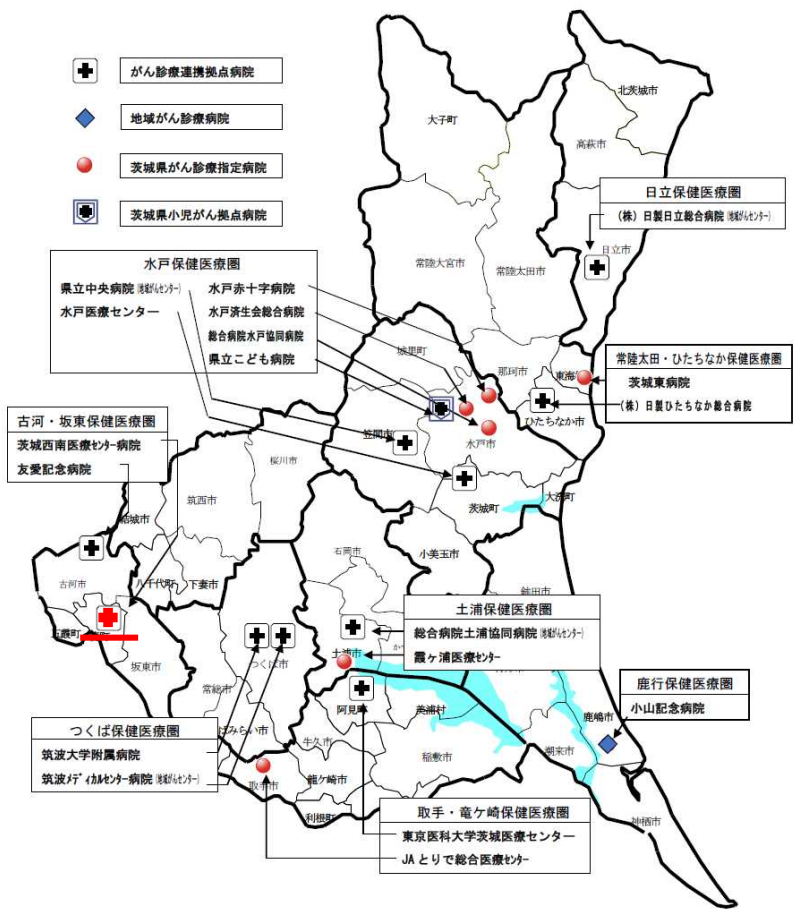 がん診療連携拠点病院
地域がん診療病院
茨城県がん診療指定病院
茨城県小児がん拠点病院
大子町
北茨城市
高萩市
日立保健医療圏
(株)日製日立総合病院(地域がんセンター)
日立市
常陸大宮市
常陸太田市
水戸保健医療圏
県立中央病院(地域がんセンター)
水戸赤十字病院
水戸医療センター
水戸済生会総合病院
総合病院水戸協同病院
県立こども病院
城里町
那珂市
東海
常陸太田・ひたちなか保健医療圏
茨城東病院
(株)日製ひたちなか総合病院
ひたちなか市
水戸市
笠間市
古河・坂東保健医療圏
茨城西南医療センター病院
友愛記念病院
桜川市
筑西市
結城市
茨城町
大洗町
石岡市
小美玉市
鉾田市
古河市
八千代町
下妻市
五霞町
坂東市
土浦保健医療圏
総合病院土浦協同病院(地域がんセンター)
霞ヶ浦医療センター
土浦市
か
つくば市
常総市
阿見町
美浦村
鹿行保健医療圏
小山記念病院
鹿嶋市
潮来市
神栖市
つくば保健医療圏
筑波大学附属病院
筑波メディカルセンター病院(地域がんセンター)
ばみらい市
牛久市
稲敷市
取手市
龍ケ崎市
利根町
取手・竜ケ崎保健医療圏
東京医科大学茨城医療センター
JAとりで総合医療センター